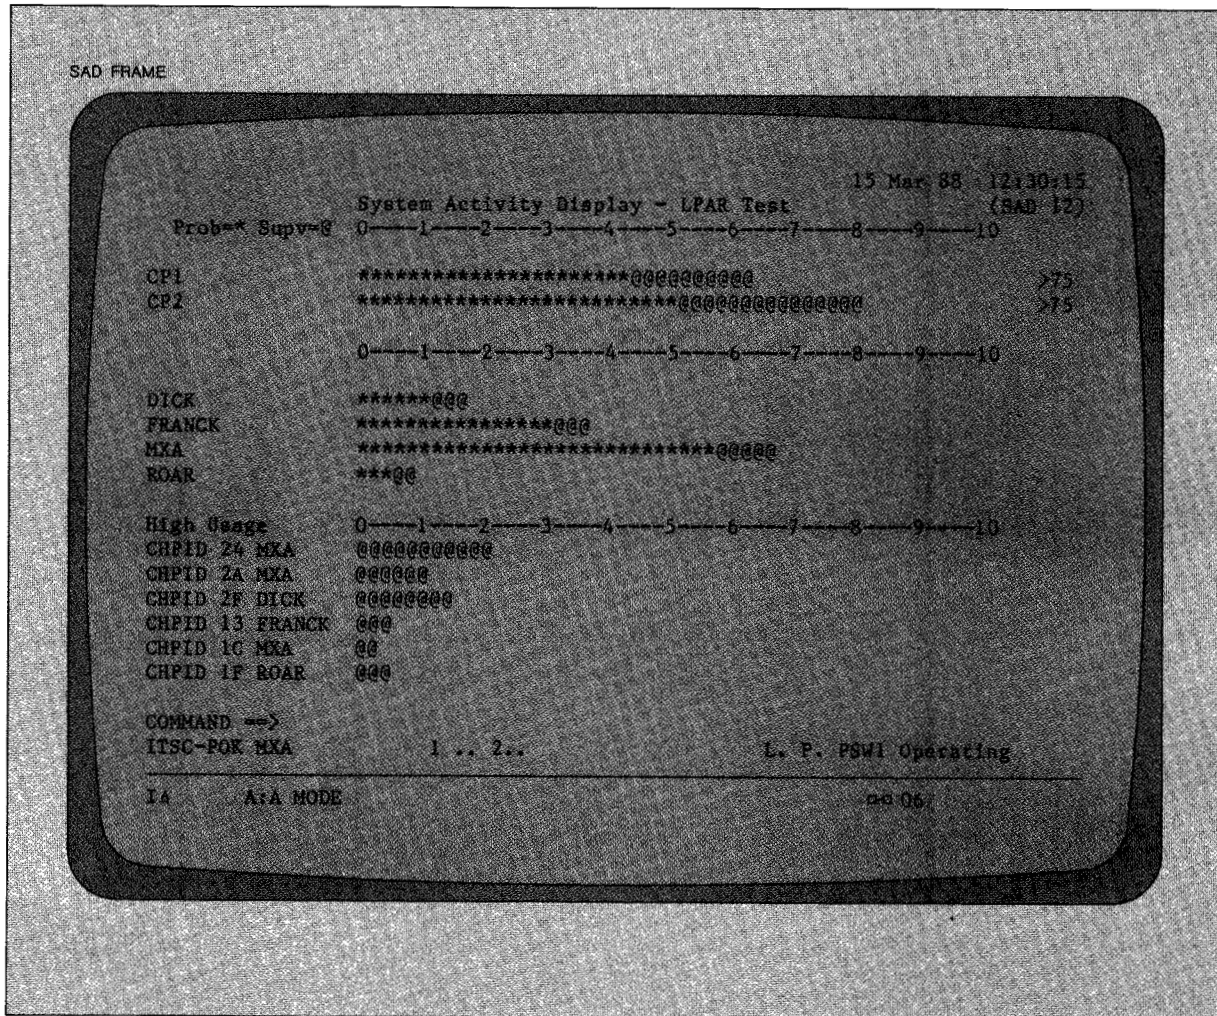 SAD FRAME
15 Mar 88 12:30:15
System Activity Display - LPAR Test (SAD 12)
Prob=* Supv=@ 0----1----2----3----4----5----6----7----8----9----10
CP1 **********************@@@@@@@@@@ >75
CP2 **************************@@@@@@@@@@@@@@@ >75
0----1----2----3----4----5----6----7----8----9----10
DICK ******@@@
FRANCK ****************@@@
MXA *****************************@@@@@
ROAR ***@@
High Usage 0----1----2----3----4----5----6----7----8----9----10
CHPID 24 MXA @@@@@@@@@@@
CHPID 2A MXA @@@@@@
CHPID 2F DICK @@@@@@@@
CHPID 13 FRANCK @@@
CHPID 1C MXA @@
CHPID 1F ROAR @@@
COMMAND ==>
ITSC-POK MXA 1 .. 2.. L. P. PSW1 Operating
A:A MODE 06